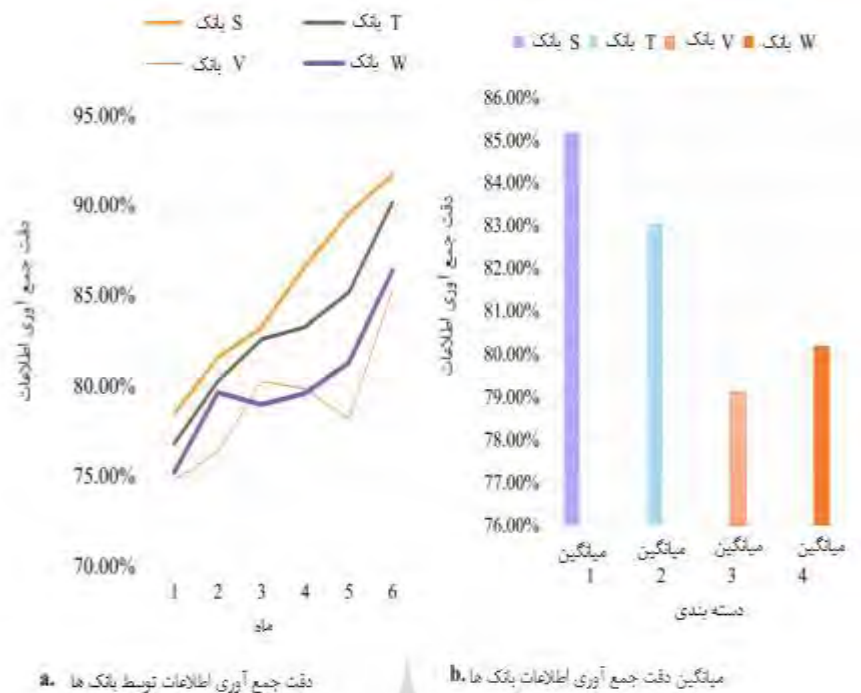 بانک S
بانک T
بانک V
بانک W
95.00%
90.00%
85.00%
80.00%
75.00%
70.00%
دقت جمع آوری اطلاعات
1 2 3 4 5 6
ماه
a. دقت جمع آوری اطلاعات توسط بانک ها
بانک S بانک T بانک V بانک W
86.00%
85.00%
84.00%
83.00%
82.00%
81.00%
80.00%
79.00%
78.00%
77.00%
76.00%
دقت جمع آوری اطلاعات
میانگین میانگین میانگین میانگین
1 2 3 4
دسته بندی
b. میانگین دقت جمع آوری اطلاعات بانک ها